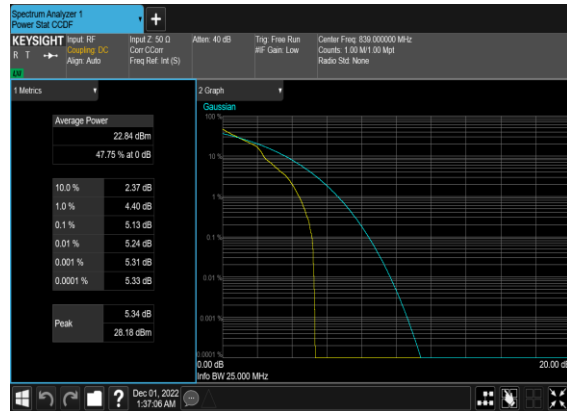 Spectrum Analyzer 1
Power Stat CCDF
+
KEYSIGHT
R T
LXI
Input: RF
Coupling: DC
Align: Auto
Input Z: 50 Ω
Corr CCorr
Freq Ref: Int (S)
Atten: 40 dB
Trig: Free Run
#IF Gain: Low
Center Freq: 839.000000 MHz
Counts: 1.00 M/1.00 Mpt
Radio Std: None
1 Metrics
Average Power
22.84 dBm
47.75 % at 0 dB
10.0 % 2.37 dB
1.0 % 4.40 dB
0.1 % 5.13 dB
0.01 % 5.24 dB
0.001 % 5.31 dB
0.0001 % 5.33 dB
Peak
5.34 dB
28.18 dBm
2 Graph
Gaussian
100 %
10 %
1 %
0.1 %
0.01 %
0.001 %
0.0001 %
0.00 dB 20.00 dB
Info BW 25.000 MHz
?
Dec 01, 2022
1:37:06 AM